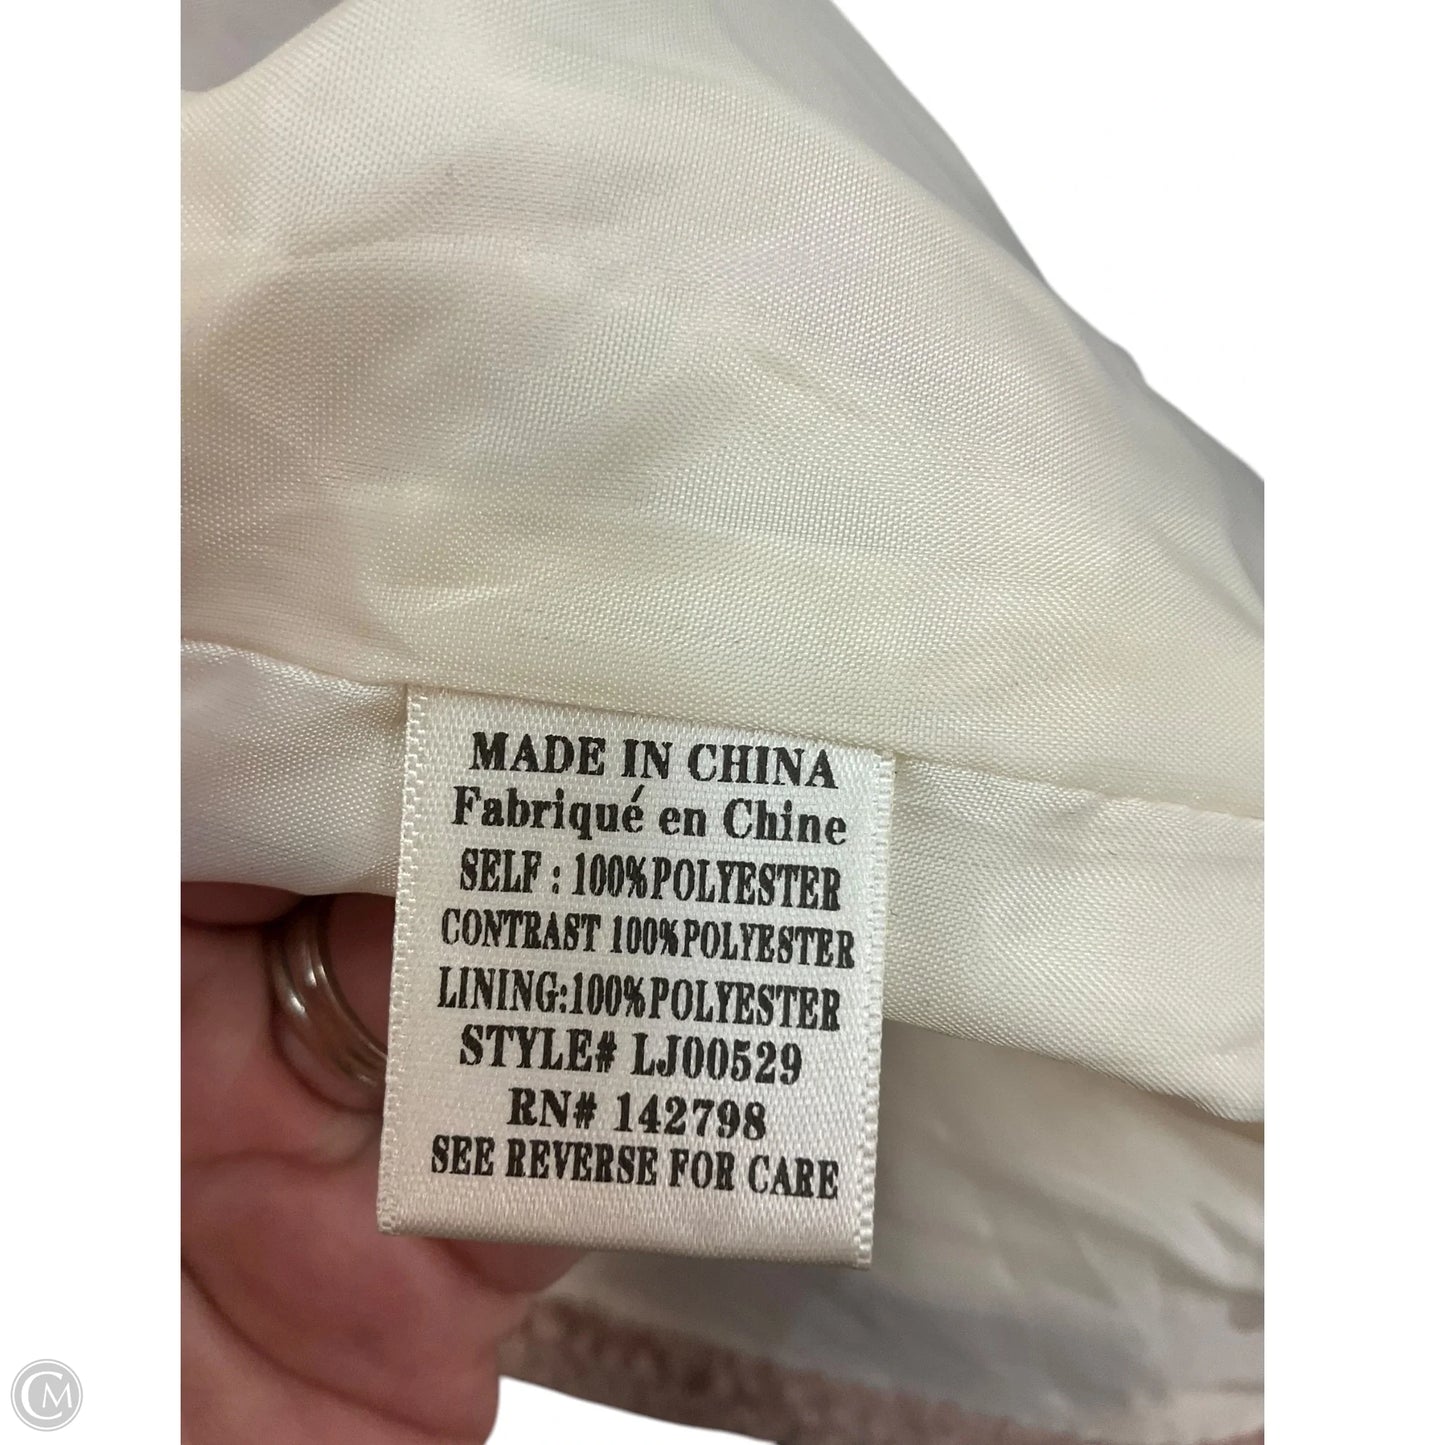 MADE IN CHINA
Fabriqué en Chine
SELF : 100%POLYESTER
CONTRAST 100%POLYESTER
LINING:100%POLYESTER
STYLE# LJ00529
RN# 142798
SEE REVERSE FOR CARE
CM